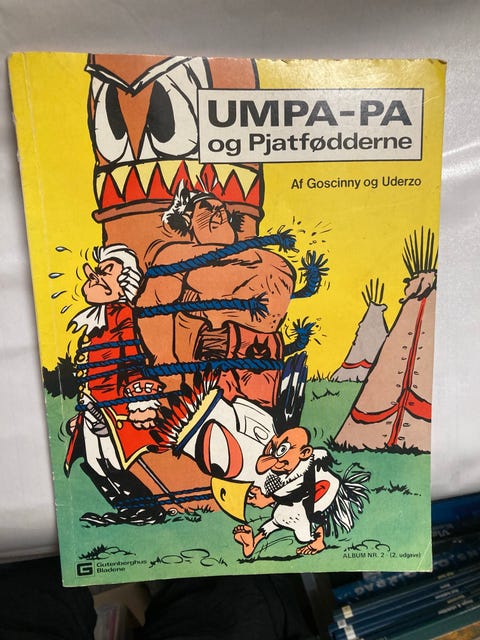 UMPA-PA
og Pjatfødderne
Af Goscinny og Uderzo
ALBUM NR. 2 - (2. udgave)
G Gutenberghus
Bladene